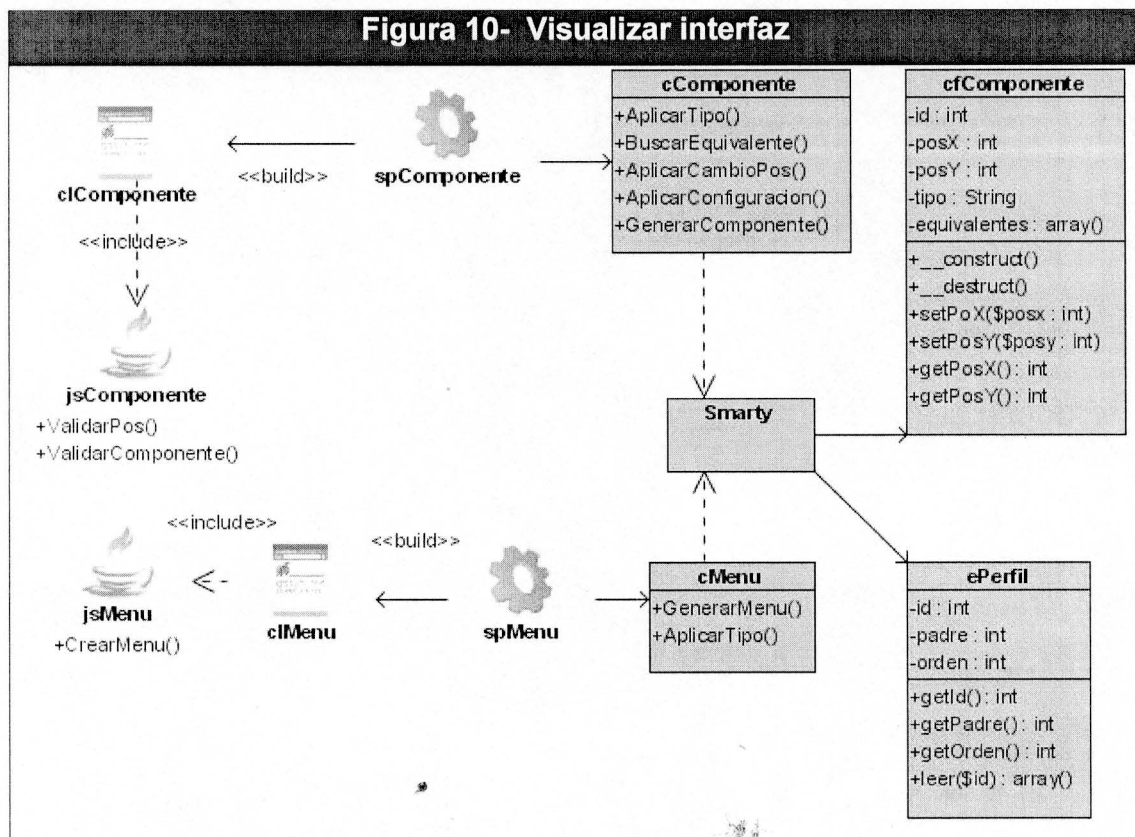 Figura 10- Visualizar interfaz
clComponente
<<build>>
spComponente
<<include>>
jsComponente
+ValidarPos()
+ValidarComponente()
cComponente
+AplicarTipo()
+BuscarEquivalente()
+AplicarCambioPos()
+AplicarConfiguracion()
+GenerarComponente()
cfComponente
-id : int
-posX : int
-posY : int
-tipo : String
-equivalentes : array()
+__construct()
+__destruct()
+setPoX($posx : int)
+setPosY($posy : int)
+getPosX() : int
+getPosY() : int
Smarty
<<include>>
<<build>>
jsMenu
+CrearMenu()
clMenu
spMenu
cMenu
+GenerarMenu()
+AplicarTipo()
ePerfil
-id : int
-padre : int
-orden : int
+getId() : int
+getPadre() : int
+getOrden() : int
+leer($id) : array()